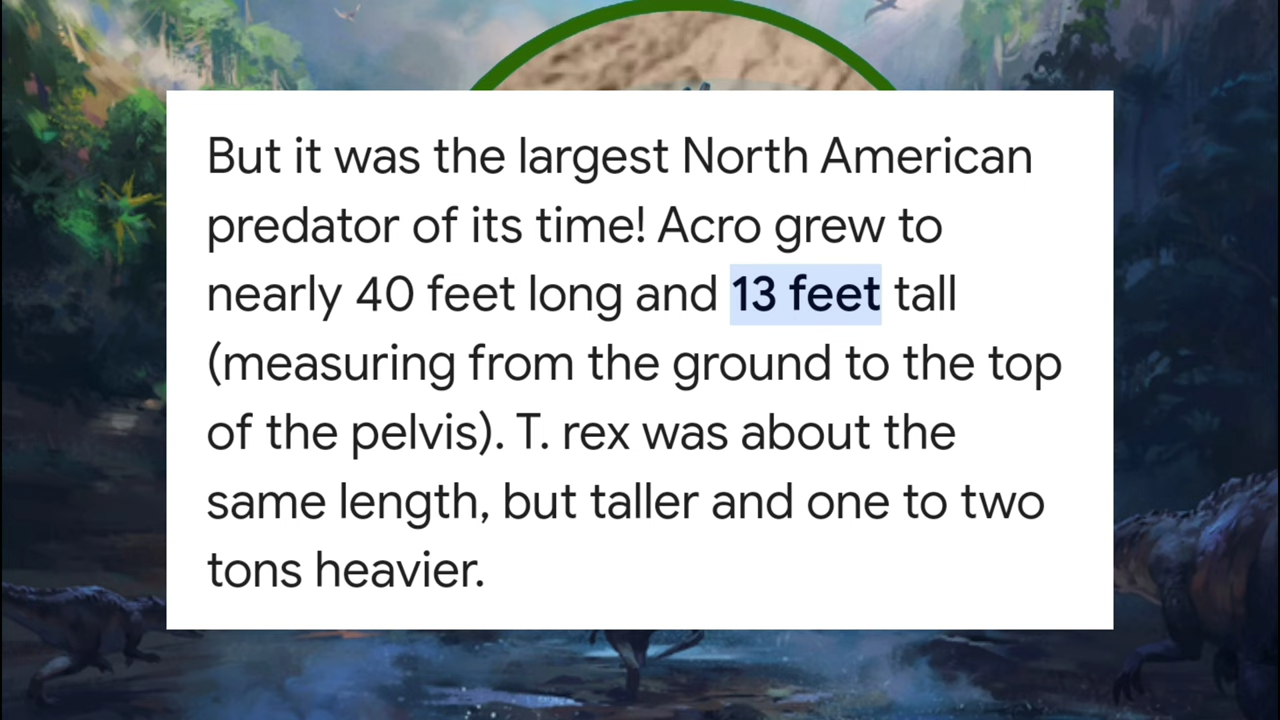 But it was the largest North American
predator of its time! Acro grew to
nearly 40 feet long and 13 feet tall
(measuring from the ground to the top
of the pelvis). T. rex was about the
same length, but taller and one to two
tons heavier.